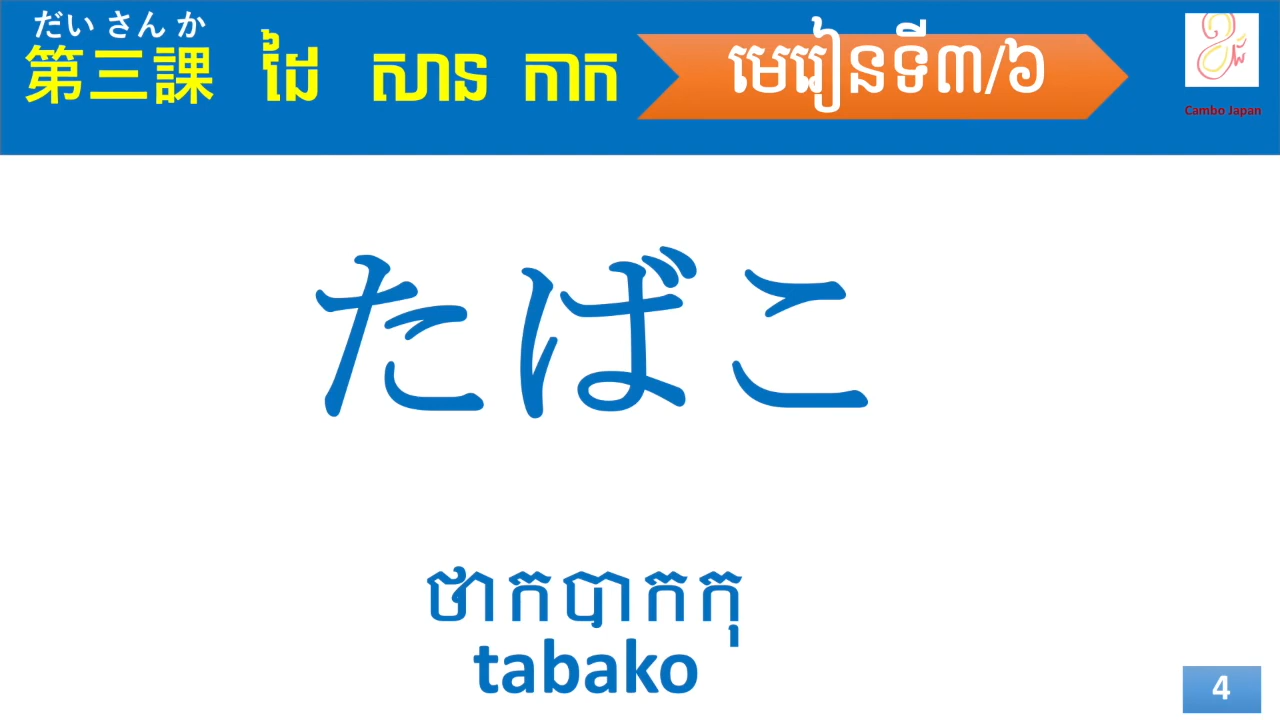 だい さん か
第三課 ដៃ សាន កាក មេរៀនទី៣/៦
Cambo Japan
たばこ
ថាកបាកកុ
tabako
4